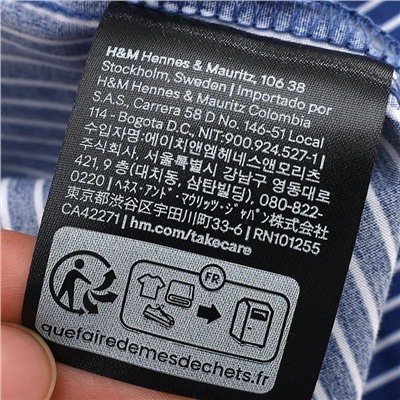 H&M Hennes & Mauritz, 106 38
Stockholm, Sweden | Importado por
H&M Hennes & Mauritz Colombia
S.A.S., Carrera 58 D No. 146-51 Local
114 - Bogota D.C., NIT:900.924.527-1 |
수입자명: 에이치앤엠헤네스앤모리츠
주식회사, 서울특별시 강남구 영동대로
421, 9 층(대치동, 삼탄빌딩), 080-822-
0220 | ヘネス・アンド・マウリッツ・ジャパン株式会社
東京都渋谷区宇田川町33-6 | RN101255
CA42271 | hm.com/takecare
FR
quefairedemesdechets.fr